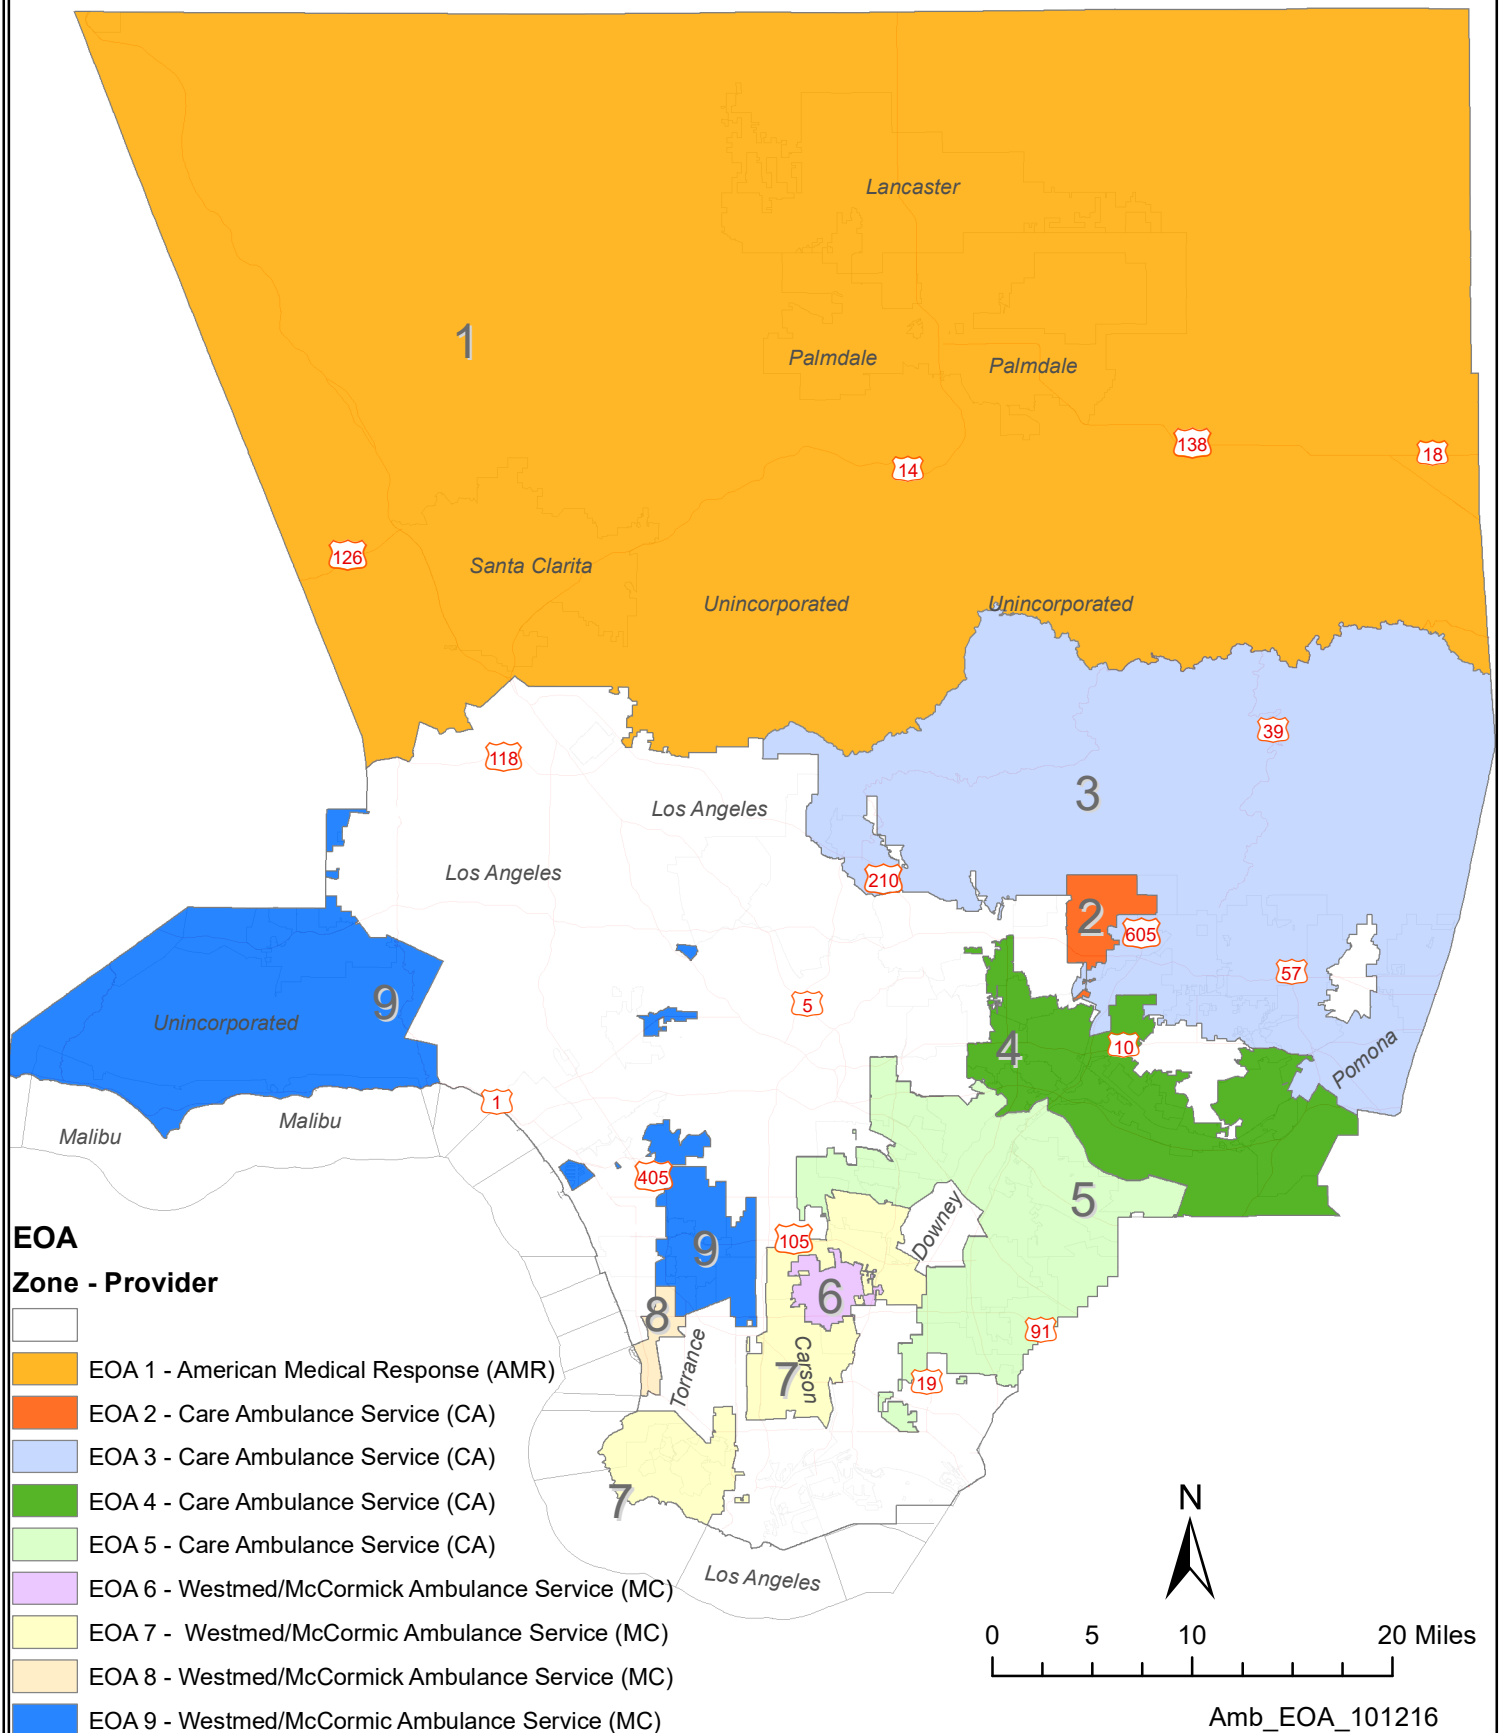 Lancaster
1
Palmdale
Palmdale
138
18
14
126
Santa Clarita
Unincorporated
Unincorporated
39
118
3
Los Angeles
Los Angeles
210
2
605
57
9
Unincorporated
5
4
10
Pomona
1
Malibu
Malibu
405
5
Downey
105
9
6
8
91
Torrance
Carson
7
19
7
Los Angeles
EOA
Zone - Provider
EOA 1 - American Medical Response (AMR)
EOA 2 - Care Ambulance Service (CA)
EOA 3 - Care Ambulance Service (CA)
EOA 4 - Care Ambulance Service (CA)
EOA 5 - Care Ambulance Service (CA)
EOA 6 - Westmed/McCormick Ambulance Service (MC)
EOA 7 -  Westmed/McCormic Ambulance Service (MC)
EOA 8 - Westmed/McCormick Ambulance Service (MC)
EOA 9 - Westmed/McCormic Ambulance Service (MC)
N
0 5 10 20 Miles
Amb_EOA_101216